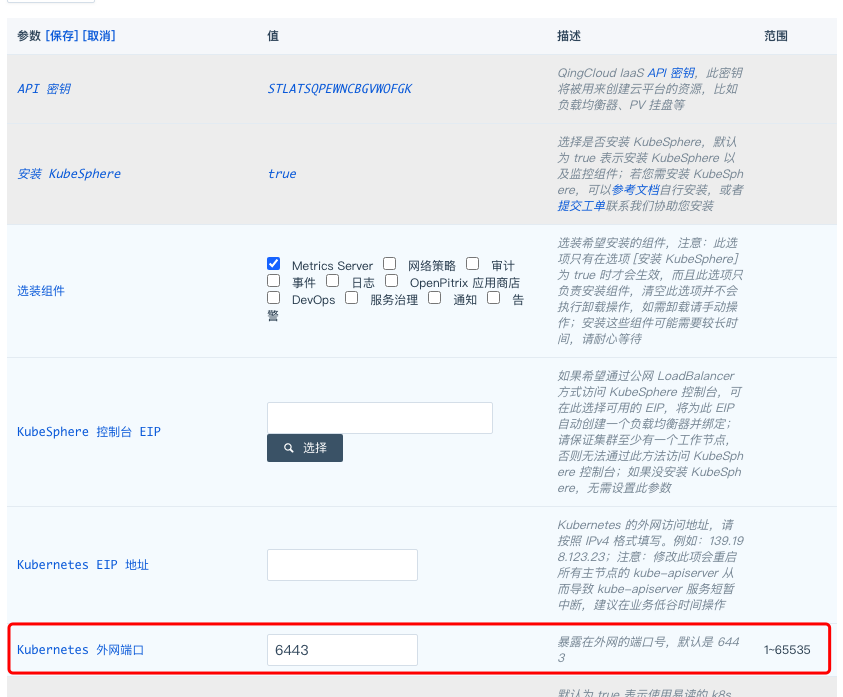 参数 [保存] [取消] 值 描述 范围
API 密钥 STLATSQPEWNCBGVWOFGK
QingCloud IaaS API 密钥，此密钥
将被用来创建云平台的资源，比如
负载均衡器、PV 挂盘等
安装 KubeSphere true
选择是否安装 KubeSphere，默认
为 true 表示安装 KubeSphere 以
及监控组件；若您需安装 KubeSph
ere，可以参考文档自行安装，或者
提交工单联系我们协助您安装
选装组件
Metrics Server 网络策略 审计
事件 日志 OpenPitrix 应用商店
DevOps 服务治理 通知 告
警
选装希望安装的组件，注意：此选
项只有在选项 [安装 KubeSphere]
为 true 时才会生效，而且此选项只
负责安装组件，清空此选项并不会
执行卸载操作，如需卸载请手动操
作；安装这些组件可能需要较长时
间，请耐心等待
KubeSphere 控制台 EIP
选择
如果希望通过公网 LoadBalancer
方式访问 KubeSphere 控制台，可
在此选择可用的 EIP，将为此 EIP
自动创建一个负载均衡器并绑定；
请保证集群至少有一个工作节点，
否则无法通过此方法访问 KubeSph
ere 控制台；如果没安装 KubeSph
ere，无需设置此参数
Kubernetes EIP 地址
Kubernetes 的外网访问地址，请
按照 IPv4 格式填写。例如：139.19
8.123.23；注意：修改此项会重启
所有主节点的 kube-apiserver 从
而导致 kube-apiserver 服务短暂
中断，建议在业务低谷时间操作
Kubernetes 外网端口 6443
暴露在外网的端口号，默认是 644
3
1~65535
默认为 true 表示使用易读的 k8s